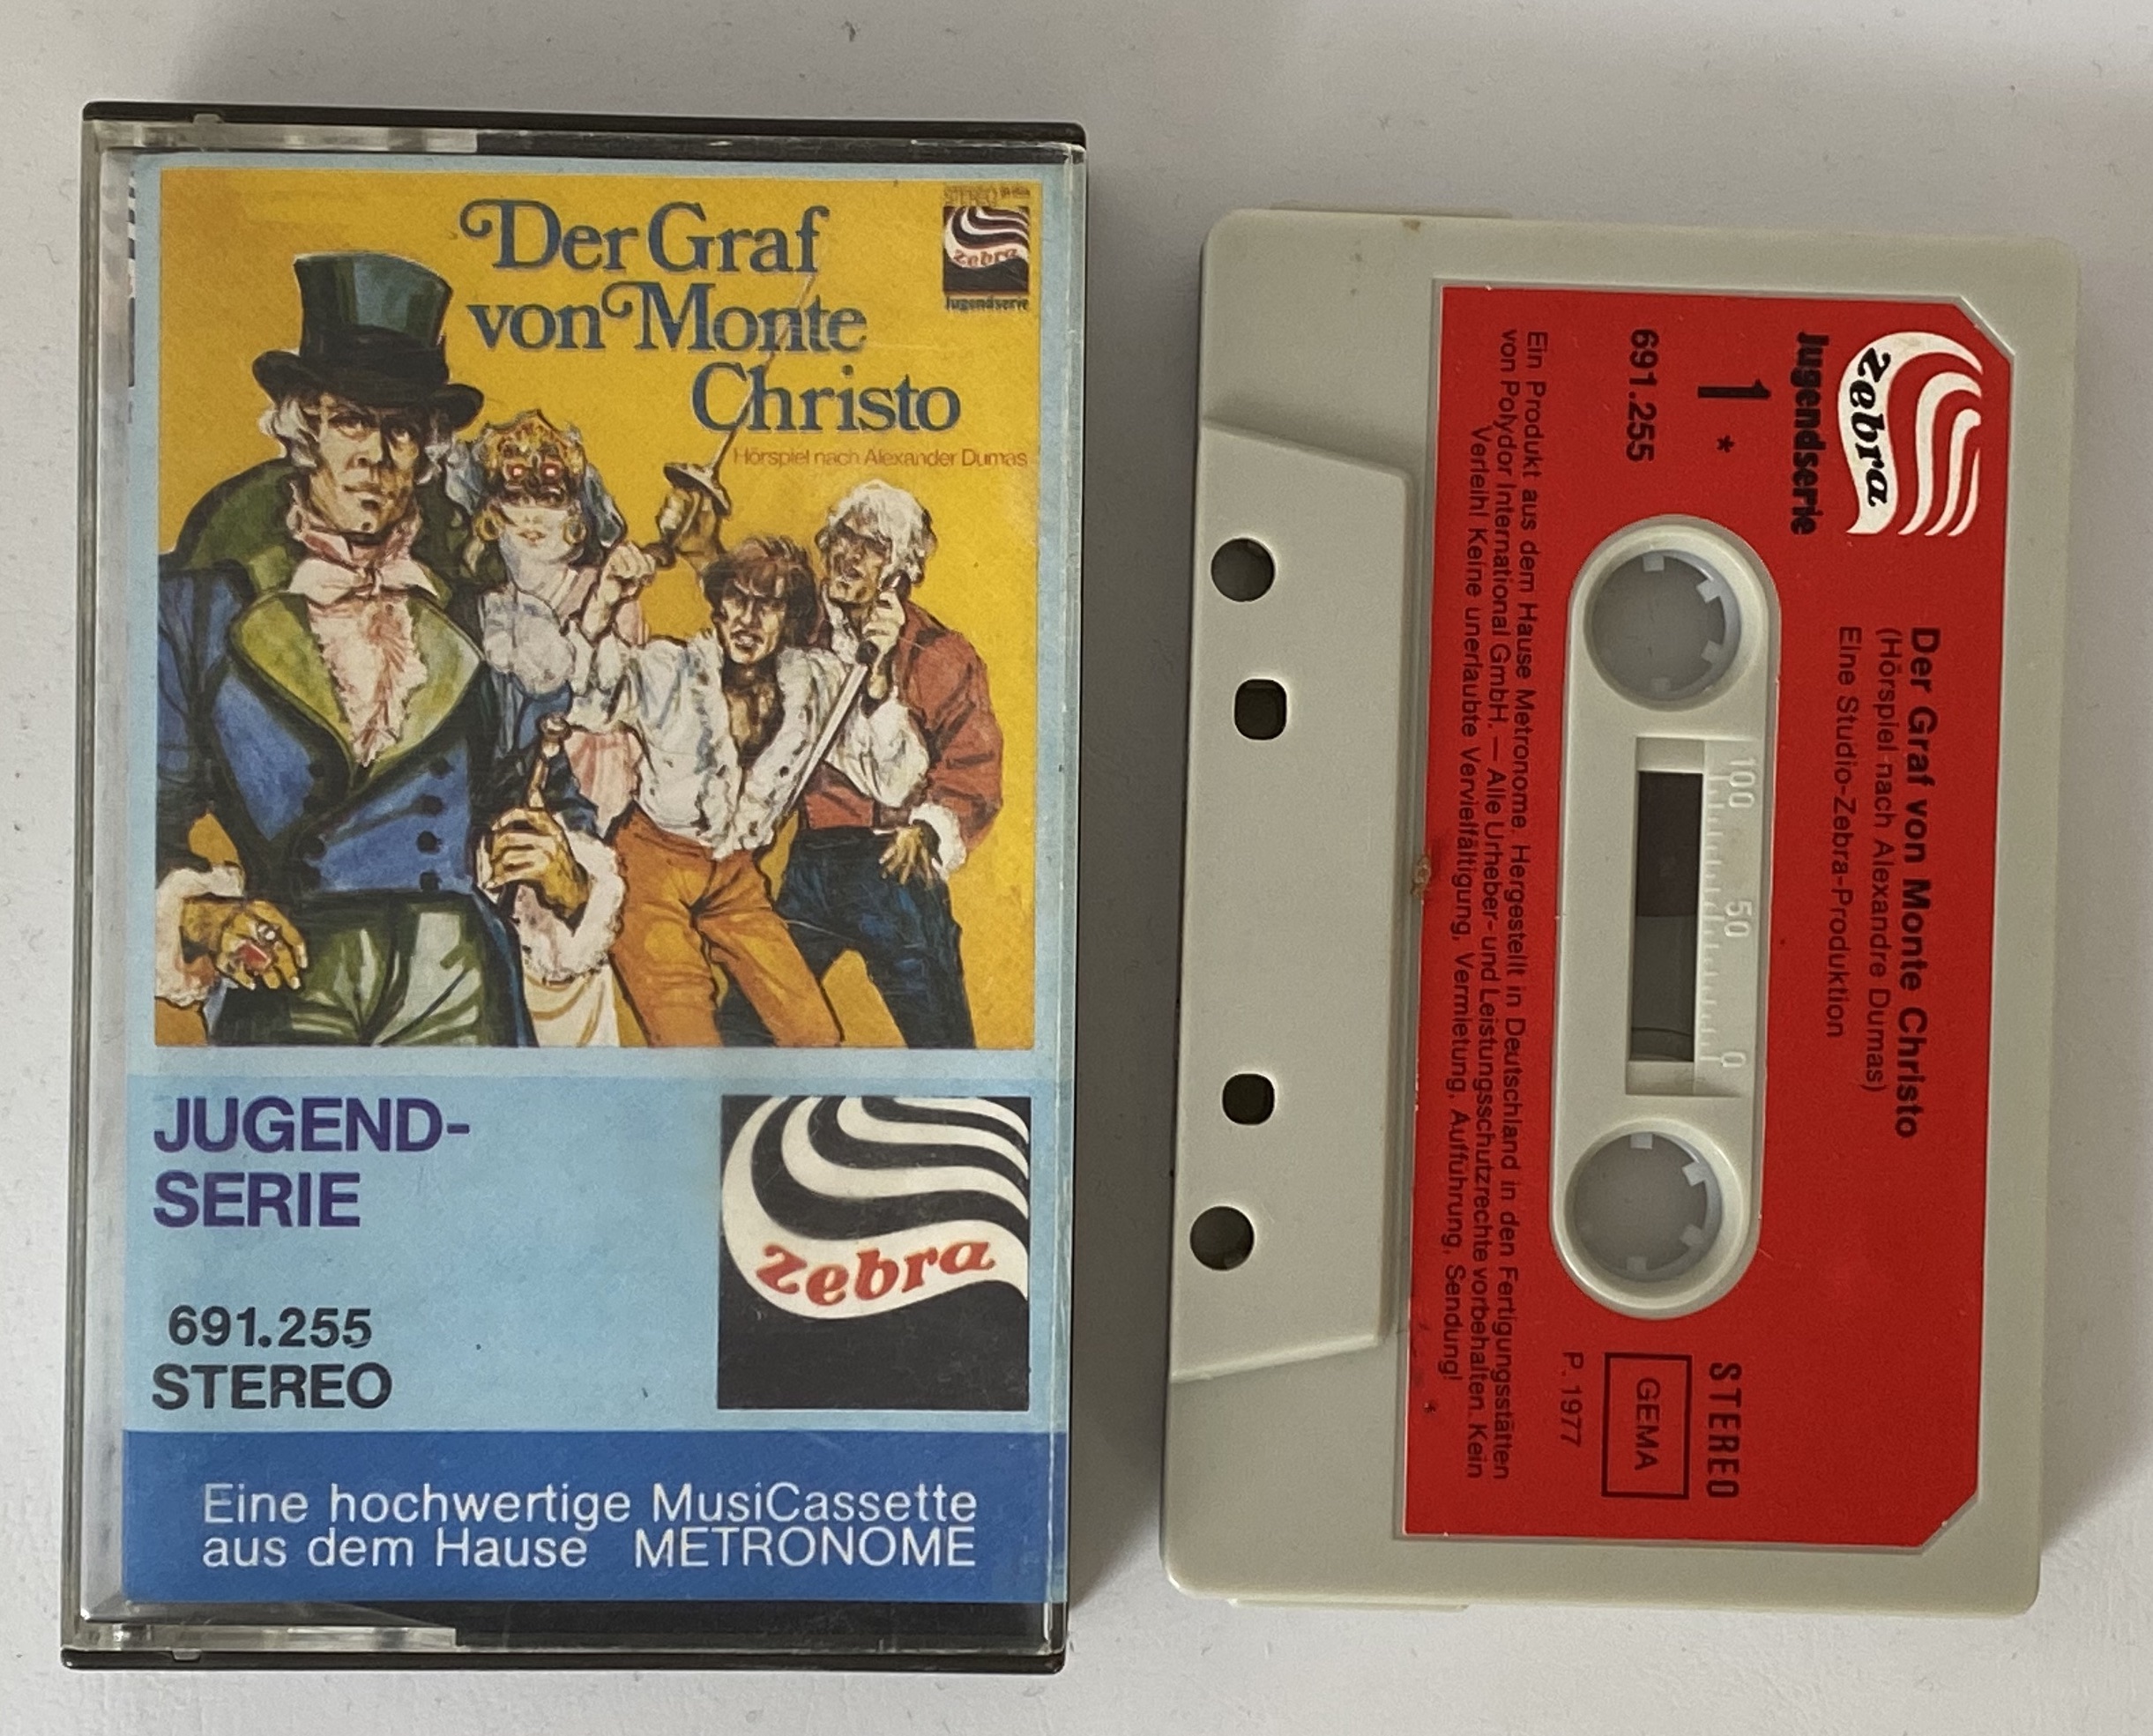 Der Graf
von Monte
Christo
Hörspiel nach Alexander Dumas
STEREO
zebra
Jugendserie
JUGEND-
SERIE
zebra
691.255
STEREO
Eine hochwertige MusiCassette
aus dem Hause METRONOME
zebra
Jugendserie
Der Graf von Monte Christo
(Hörspiel nach Alexandre Dumas)
Eine Studio-Zebra-Produktion
1 *
691.255
100 50 0
STEREO
GEMA
P. 1977
Ein Produkt aus dem Hause Metronome. Hergestellt in Deutschland in den Fertigungsstätten
von Polydor International GmbH. — Alle Urheber- und Leistungsschutzrechte vorbehalten. Kein
Verleih! Keine unerlaubte Vervielfältigung, Vermietung, Aufführung, Sendung!